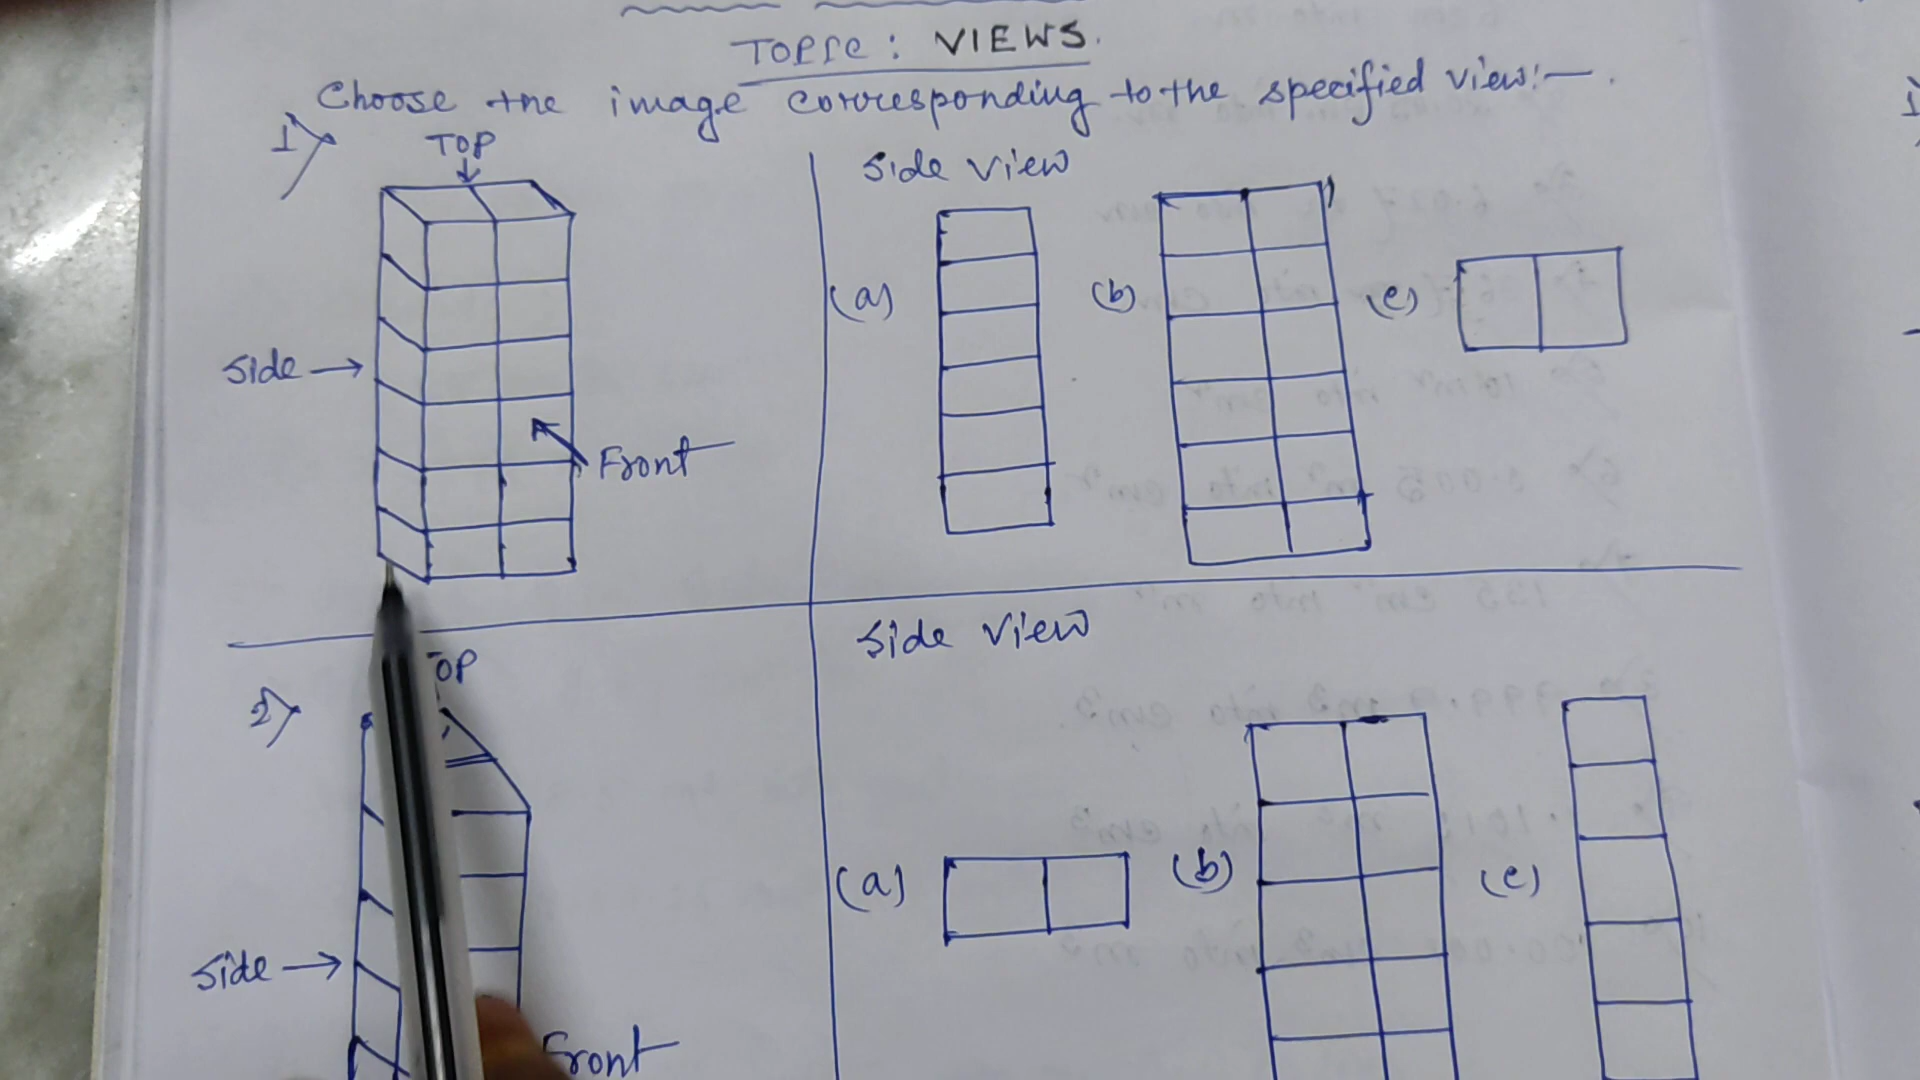 TOPIC: VIEWS.
Choose the image corresponding to the specified view:—.
1)
TOP
Side
Front
Side View
(a)
(b)
(c)
2)
TOP
Side
Front
Side View
(a)
(b)
(c)